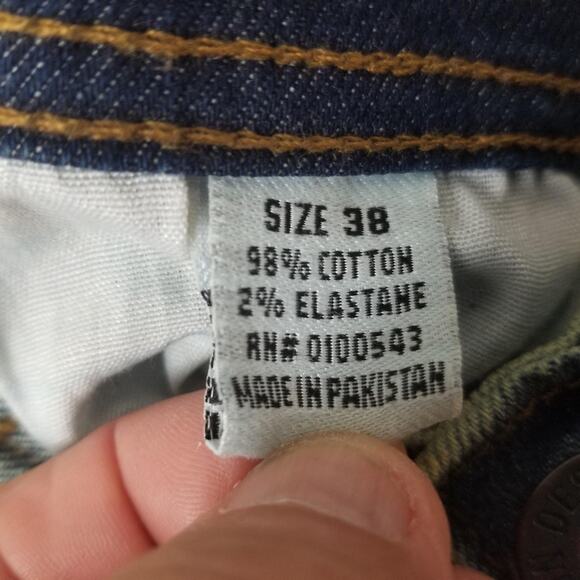 SIZE 38
98% COTTON
2% ELASTANE
RN# 0100543
MADE IN PAKISTAN